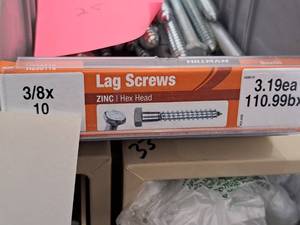 HILLMAN
Lag Screws
ZINC | Hex Head
3/8x
10
3.19ea
110.99bx